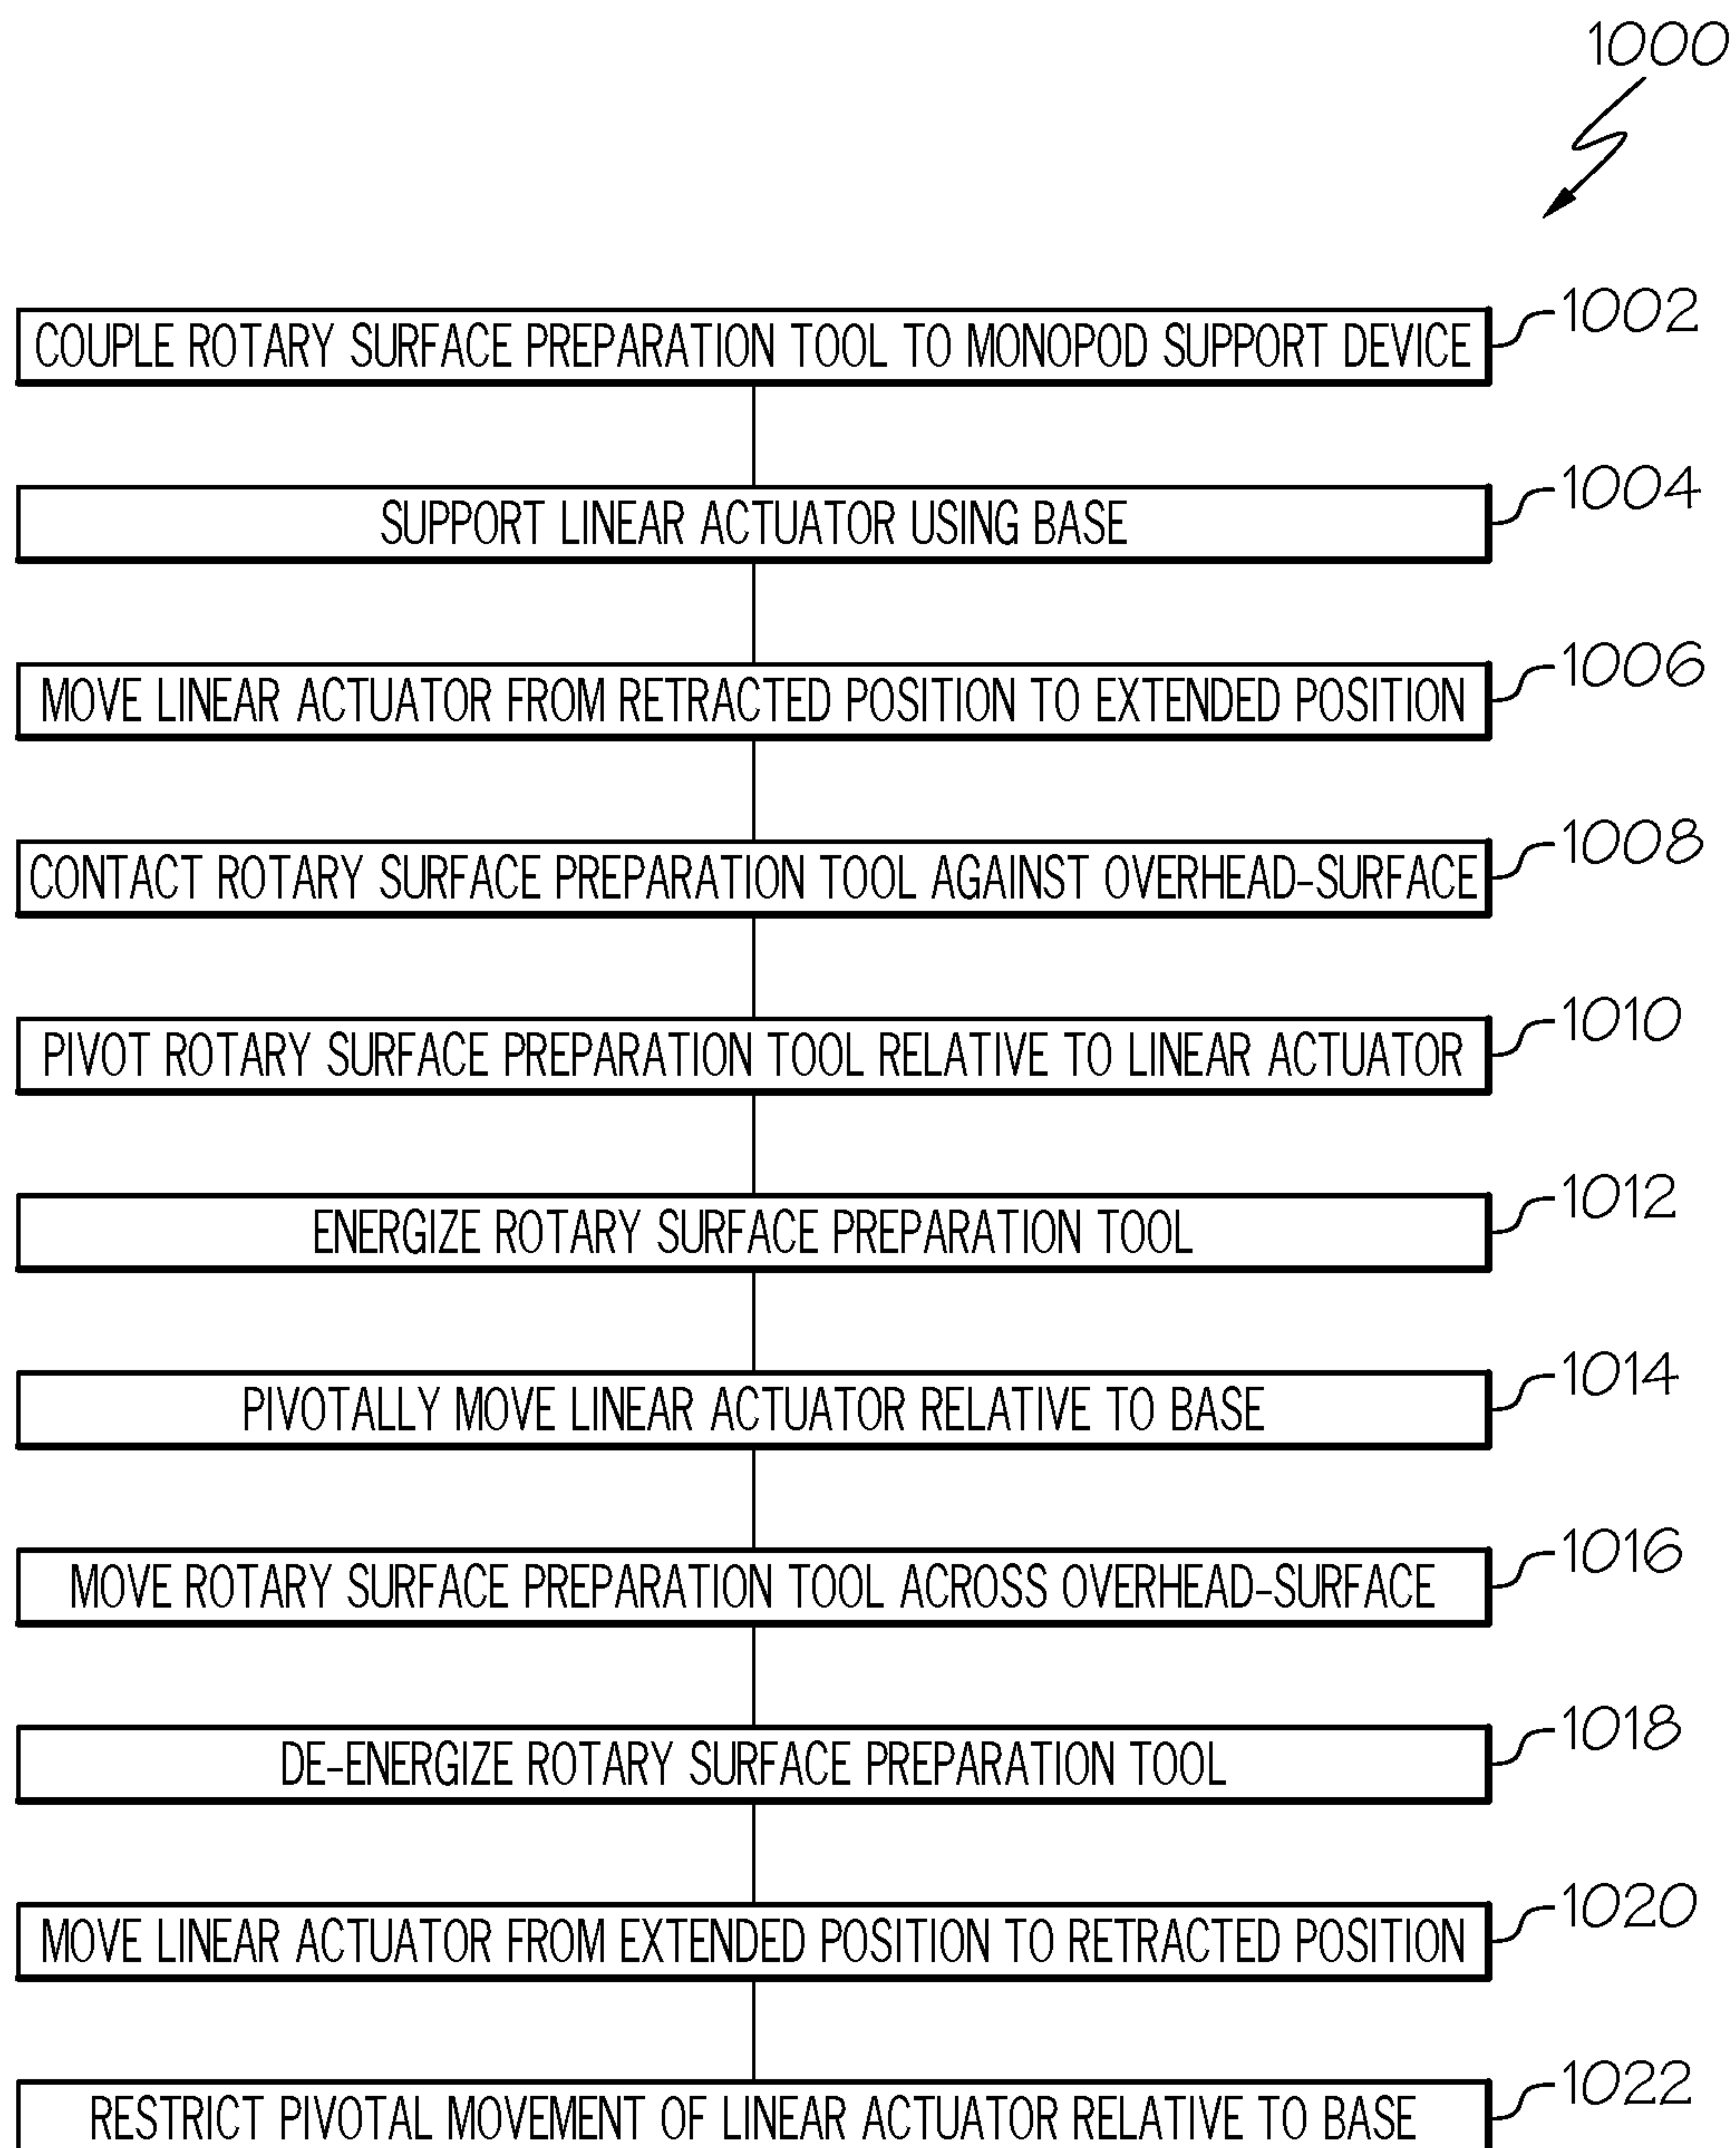 1000
COUPLE ROTARY SURFACE PREPARATION TOOL TO MONOPOD SUPPORT DEVICE 1002
SUPPORT LINEAR ACTUATOR USING BASE 1004
MOVE LINEAR ACTUATOR FROM RETRACTED POSITION TO EXTENDED POSITION 1006
CONTACT ROTARY SURFACE PREPARATION TOOL AGAINST OVERHEAD-SURFACE 1008
PIVOT ROTARY SURFACE PREPARATION TOOL RELATIVE TO LINEAR ACTUATOR 1010
ENERGIZE ROTARY SURFACE PREPARATION TOOL 1012
PIVOTALLY MOVE LINEAR ACTUATOR RELATIVE TO BASE 1014
MOVE ROTARY SURFACE PREPARATION TOOL ACROSS OVERHEAD-SURFACE 1016
DE-ENERGIZE ROTARY SURFACE PREPARATION TOOL 1018
MOVE LINEAR ACTUATOR FROM EXTENDED POSITION TO RETRACTED POSITION 1020
RESTRICT PIVOTAL MOVEMENT OF LINEAR ACTUATOR RELATIVE TO BASE 1022